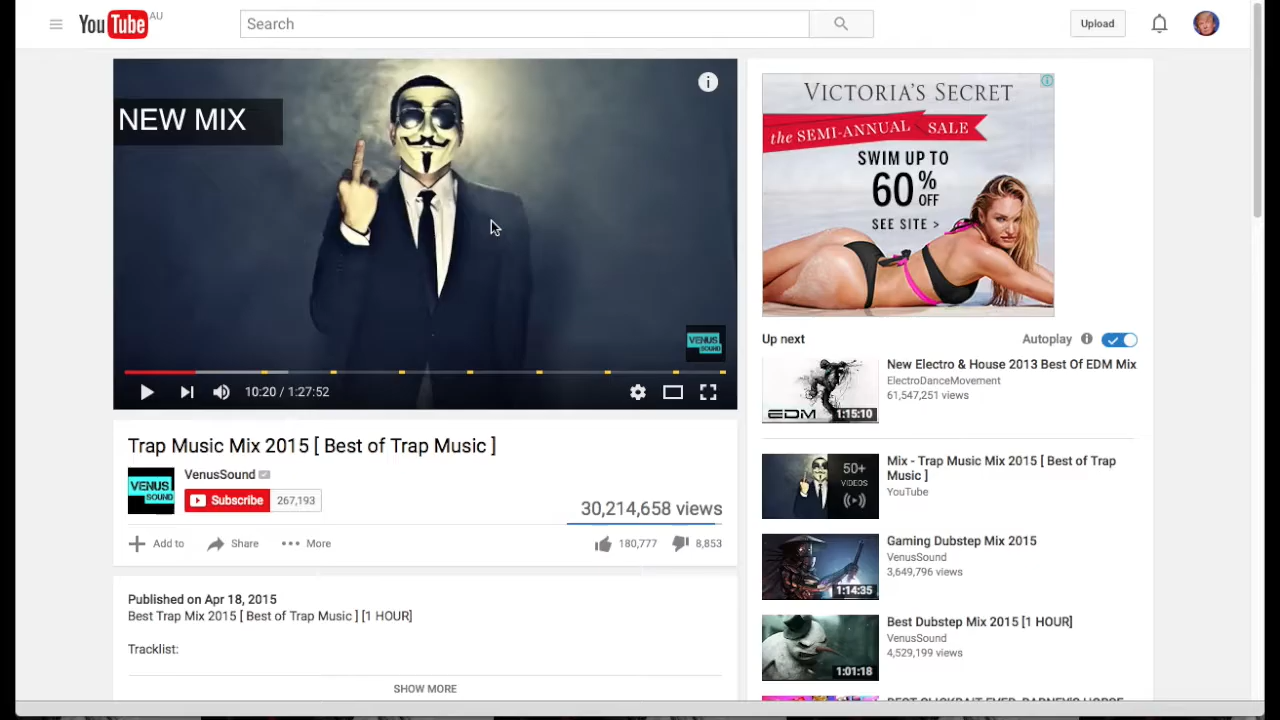 YouTube AU
Search
Upload
NEW MIX
i
VENUS
SOUND
10:20 / 1:27:52
Trap Music Mix 2015 [ Best of Trap Music ]
VENUS
SOUND
VenusSound
Subscribe 267,193
30,214,658 views
Add to Share More 180,777 8,853
Published on Apr 18, 2015
Best Trap Mix 2015 [ Best of Trap Music ] [1 HOUR]
Tracklist:
SHOW MORE
VICTORIA'S SECRET
the SEMI-ANNUAL SALE
SWIM UP TO
60% OFF
SEE SITE >
Up next Autoplay
EDM 1:15:10
New Electro & House 2013 Best Of EDM Mix
ElectroDanceMovement
61,547,251 views
50+
VIDEOS
Mix - Trap Music Mix 2015 [ Best of Trap
Music ]
YouTube
1:14:35
Gaming Dubstep Mix 2015
VenusSound
3,649,796 views
1:01:18
Best Dubstep Mix 2015 [1 HOUR]
VenusSound
4,529,199 views